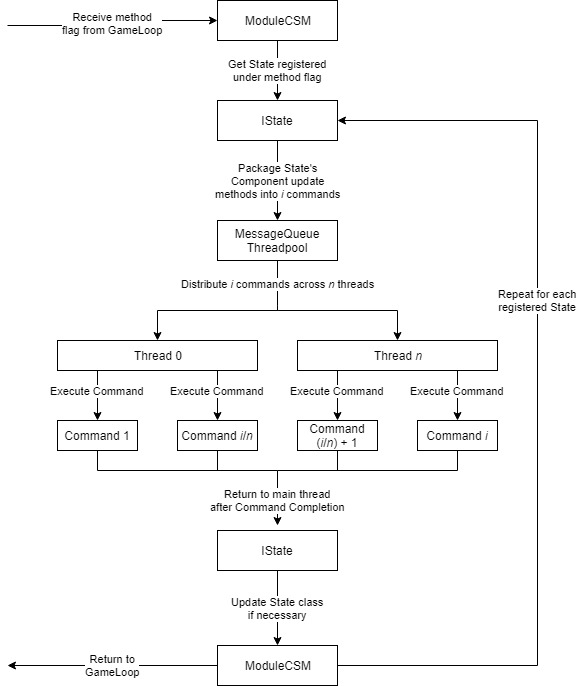 Receive method
flag from GameLoop
ModuleCSM
Get State registered
under method flag
IState
Package State's
Component update
methods into i commands
MessageQueue
Threadpool
Distribute i commands across n threads
Repeat for each
registered State
Thread 0
Thread n
Execute Command
Execute Command
Execute Command
Execute Command
Command 1
Command i/n
Command
(i/n) + 1
Command i
Return to main thread
after Command Completion
IState
Update State class
if necessary
Return to
GameLoop
ModuleCSM